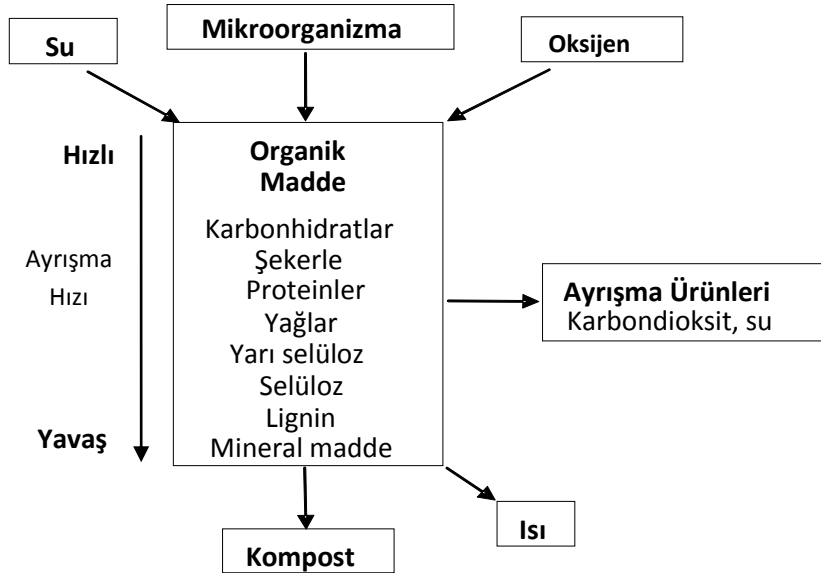 Su
Mikroorganizma
Oksijen
Hızlı
Ayrışma
Hızı
Yavaş
Organik
Madde
Karbonhidratlar
Şekerle
Proteinler
Yağlar
Yarı selüloz
Selüloz
Lignin
Mineral madde
Ayrışma Ürünleri
Karbondioksit, su
Isı
Kompost